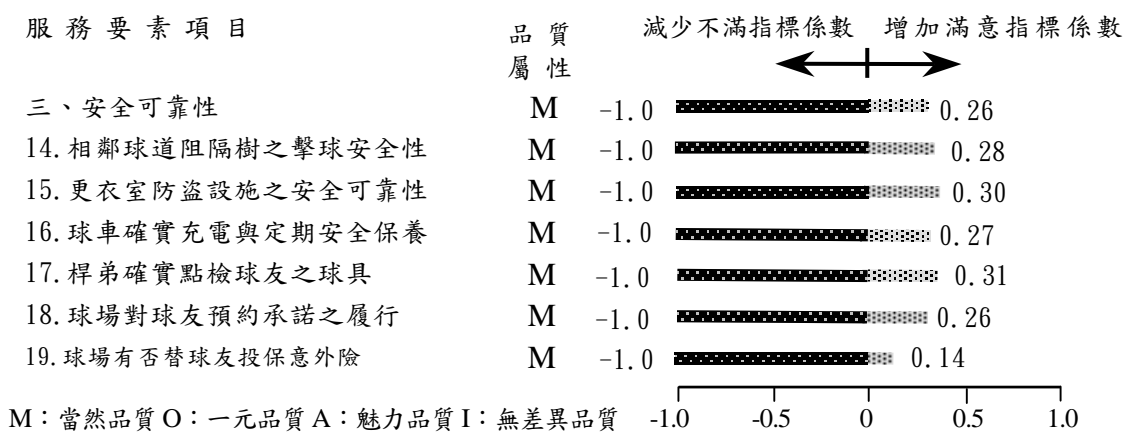 服務要素項目 品質屬性 減少不滿指標係數 增加滿意指標係數
三、安全可靠性 M -1.0 0.26
14.相鄰球道阻隔樹之擊球安全性 M -1.0 0.28
15.更衣室防盜設施之安全可靠性 M -1.0 0.30
16.球車確實充電與定期安全保養 M -1.0 0.27
17.桿弟確實點檢球友之球具 M -1.0 0.31
18.球場對球友預約承諾之履行 M -1.0 0.26
19.球場有否替球友投保意外險 M -1.0 0.14
M：當然品質 O：一元品質 A：魅力品質 I：無差異品質 -1.0 -0.5 0 0.5 1.0